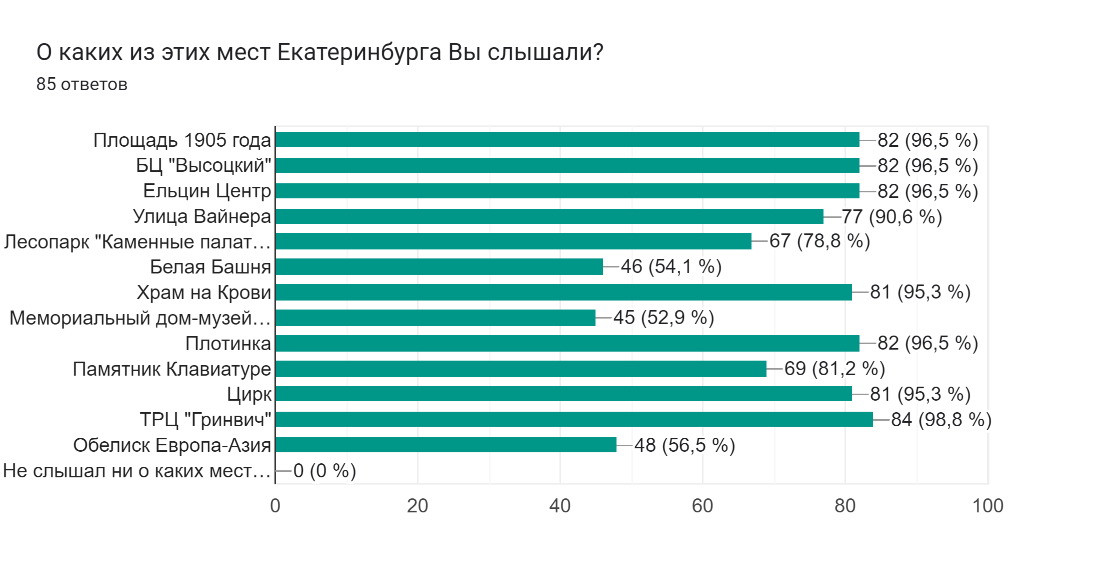 О каких из этих мест Екатеринбурга Вы слышали?
85 ответов
Площадь 1905 года 82 (96,5 %)
БЦ "Высоцкий" 82 (96,5 %)
Ельцин Центр 82 (96,5 %)
Улица Вайнера 77 (90,6 %)
Лесопарк "Каменные палат… 67 (78,8 %)
Белая Башня 46 (54,1 %)
Храм на Крови 81 (95,3 %)
Мемориальный дом-музей… 45 (52,9 %)
Плотинка 82 (96,5 %)
Памятник Клавиатуре 69 (81,2 %)
Цирк 81 (95,3 %)
ТРЦ "Гринвич" 84 (98,8 %)
Обелиск Европа-Азия 48 (56,5 %)
Не слышал ни о каких мест… 0 (0 %)
0 20 40 60 80 100